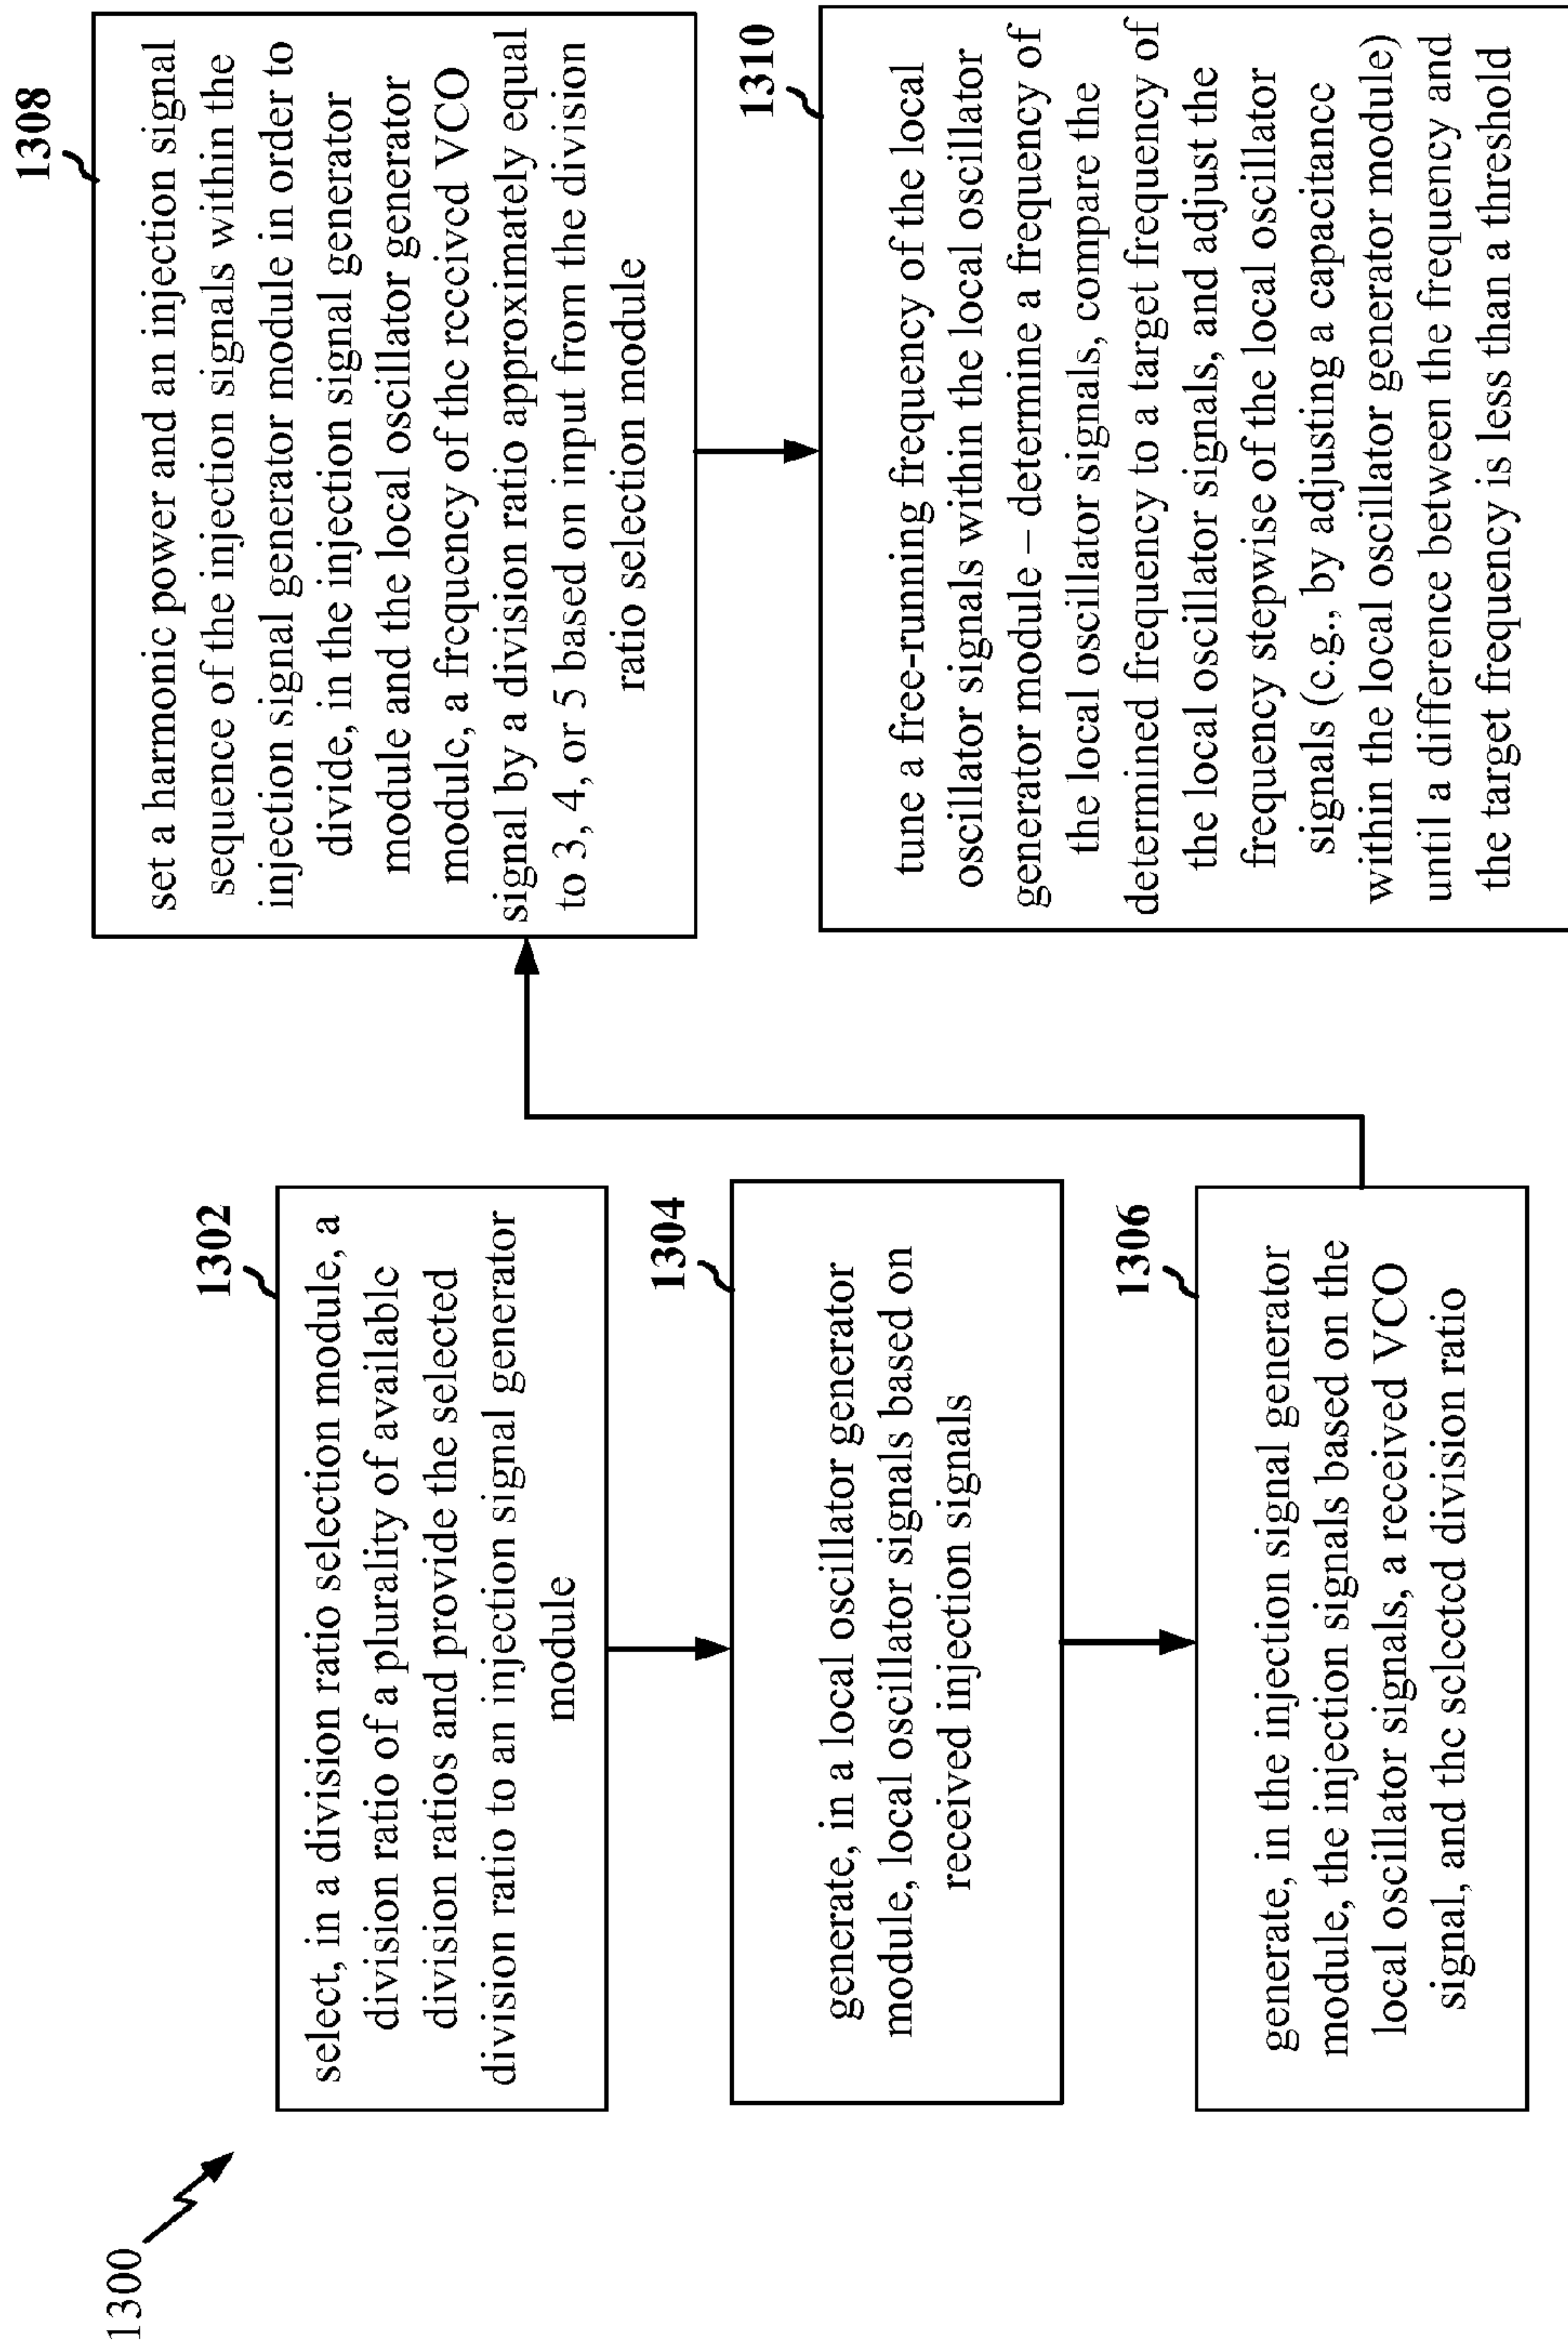 1300
1302
select, in a division ratio selection module, a
division ratio of a plurality of available
division ratios and provide the selected
division ratio to an injection signal generator
module
1304
generate, in a local oscillator generator
module, local oscillator signals based on
received injection signals
1306
generate, in the injection signal generator
module, the injection signals based on the
local oscillator signals, a received VCO
signal, and the selected division ratio
1308
set a harmonic power and an injection signal
sequence of the injection signals within the
injection signal generator module in order to
divide, in the injection signal generator
module and the local oscillator generator
module, a frequency of the received VCO
signal by a division ratio approximately equal
to 3, 4, or 5 based on input from the division
ratio selection module
1310
tune a free-running frequency of the local
oscillator signals within the local oscillator
generator module – determine a frequency of
the local oscillator signals, compare the
determined frequency to a target frequency of
the local oscillator signals, and adjust the
frequency stepwise of the local oscillator
signals (e.g., by adjusting a capacitance
within the local oscillator generator module)
until a difference between the frequency and
the target frequency is less than a threshold